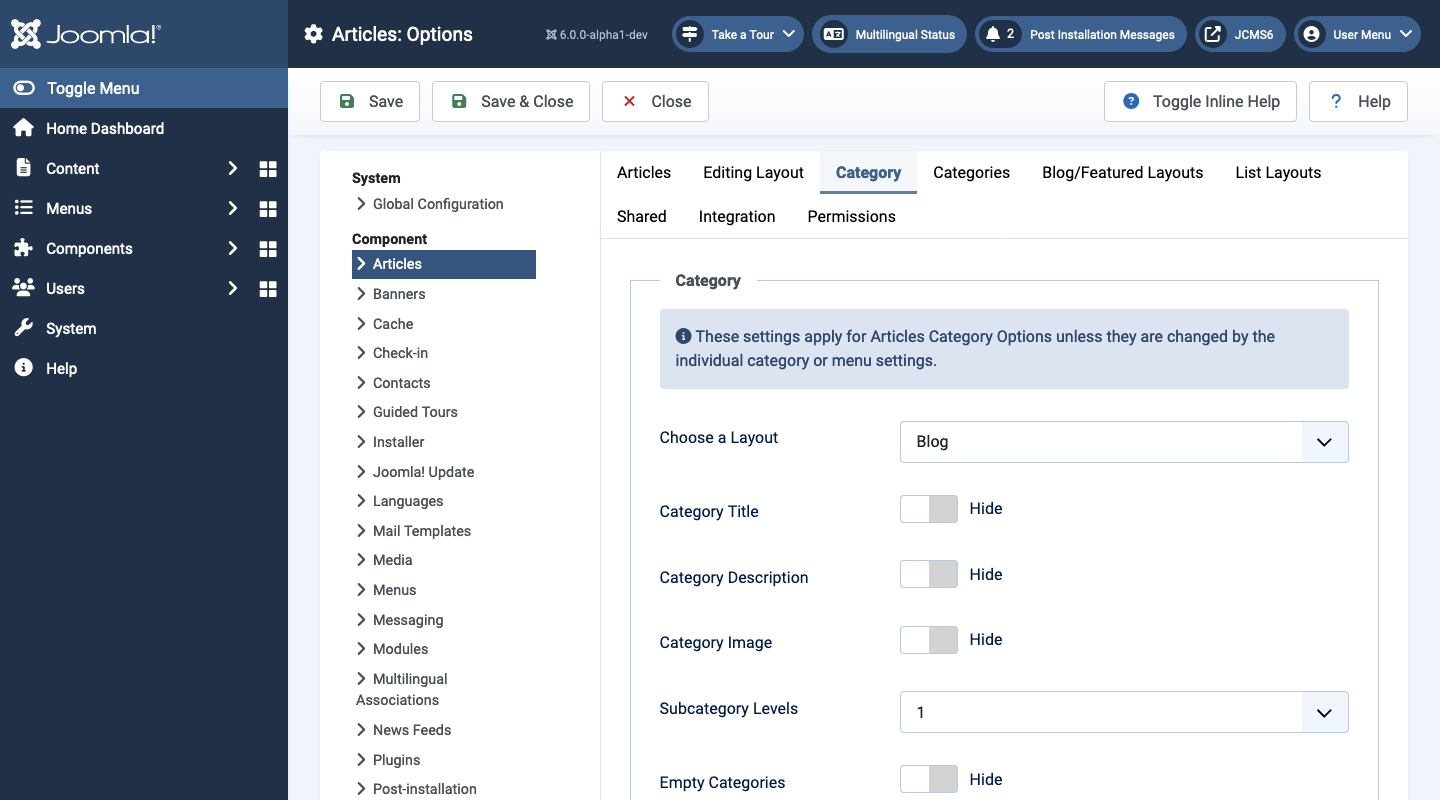 Joomla!®
Articles: Options
6.0.0-alpha1-dev
Take a Tour
Multilingual Status
2 Post Installation Messages
JCMS6
User Menu
Toggle Menu
Home Dashboard
Content
Menus
Components
Users
System
Help
Save
Save & Close
Close
Toggle Inline Help
Help
System
Global Configuration
Component
Articles
Banners
Cache
Check-in
Contacts
Guided Tours
Installer
Joomla! Update
Languages
Mail Templates
Media
Menus
Messaging
Modules
Multilingual
Associations
News Feeds
Plugins
Post-installation
Articles Editing Layout Category Categories Blog/Featured Layouts List Layouts
Shared Integration Permissions
Category
These settings apply for Articles Category Options unless they are changed by the
individual category or menu settings.
Choose a Layout Blog
Category Title Hide
Category Description Hide
Category Image Hide
Subcategory Levels 1
Empty Categories Hide